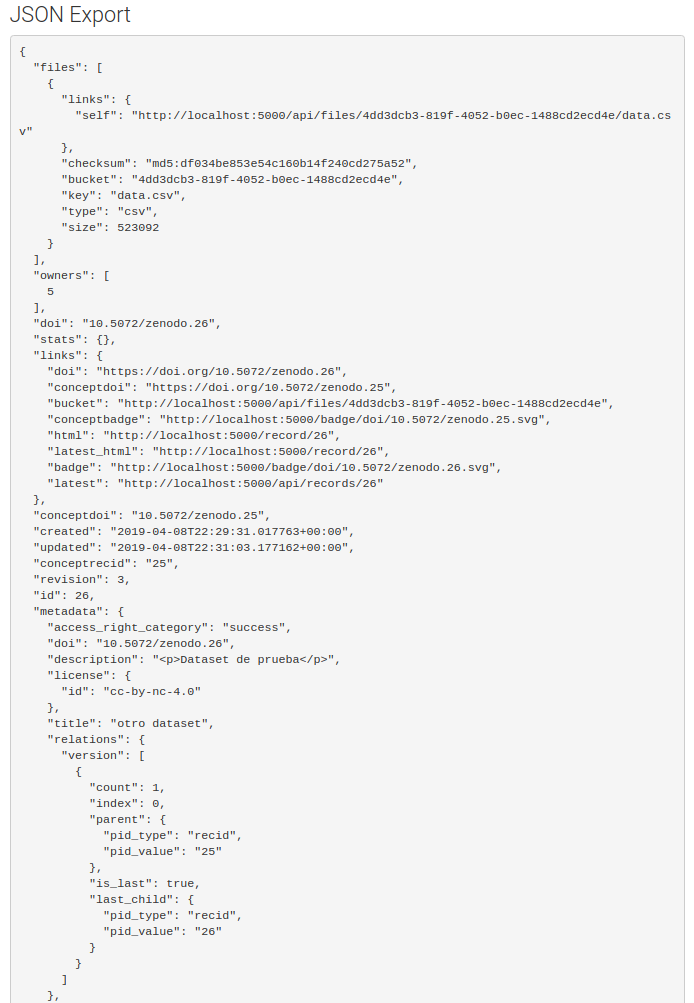 JSON Export
{
  "files": [
    {
      "links": {
        "self": "http://localhost:5000/api/files/4dd3dcb3-819f-4052-b0ec-1488cd2ecd4e/data.cs
v"
      },
      "checksum": "md5:df034be853e54c160b14f240cd275a52",
      "bucket": "4dd3dcb3-819f-4052-b0ec-1488cd2ecd4e",
      "key": "data.csv",
      "type": "csv",
      "size": 523092
    }
  ],
  "owners": [
    5
  ],
  "doi": "10.5072/zenodo.26",
  "stats": {},
  "links": {
    "doi": "https://doi.org/10.5072/zenodo.26",
    "conceptdoi": "https://doi.org/10.5072/zenodo.25",
    "bucket": "http://localhost:5000/api/files/4dd3dcb3-819f-4052-b0ec-1488cd2ecd4e",
    "conceptbadge": "http://localhost:5000/badge/doi/10.5072/zenodo.25.svg",
    "html": "http://localhost:5000/record/26",
    "latest_html": "http://localhost:5000/record/26",
    "badge": "http://localhost:5000/badge/doi/10.5072/zenodo.26.svg",
    "latest": "http://localhost:5000/api/records/26"
  },
  "conceptdoi": "10.5072/zenodo.25",
  "created": "2019-04-08T22:29:31.017763+00:00",
  "updated": "2019-04-08T22:31:03.177162+00:00",
  "conceptrecid": "25",
  "revision": 3,
  "id": 26,
  "metadata": {
    "access_right_category": "success",
    "doi": "10.5072/zenodo.26",
    "description": "<p>Dataset de prueba</p>",
    "license": {
      "id": "cc-by-nc-4.0"
    },
    "title": "otro dataset",
    "relations": {
      "version": [
        {
          "count": 1,
          "index": 0,
          "parent": {
            "pid_type": "recid",
            "pid_value": "25"
          },
          "is_last": true,
          "last_child": {
            "pid_type": "recid",
            "pid_value": "26"
          }
        }
      ]
    },